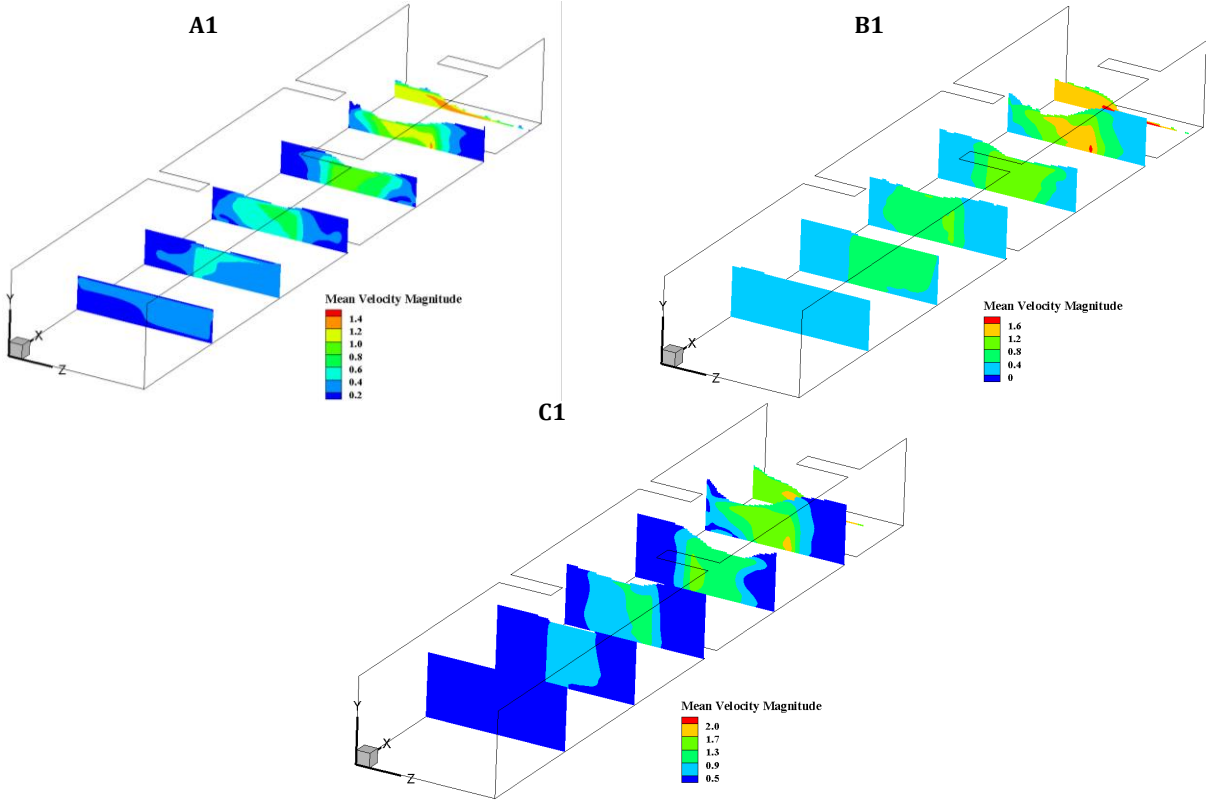 A1
B1
Y
X
Z
Mean Velocity Magnitude
1.4
1.2
1.0
0.8
0.6
0.4
0.2
Y
X
Z
Mean Velocity Magnitude
1.6
1.2
0.8
0.4
0
C1
Y
X
Z
Mean Velocity Magnitude
2.0
1.7
1.3
0.9
0.5